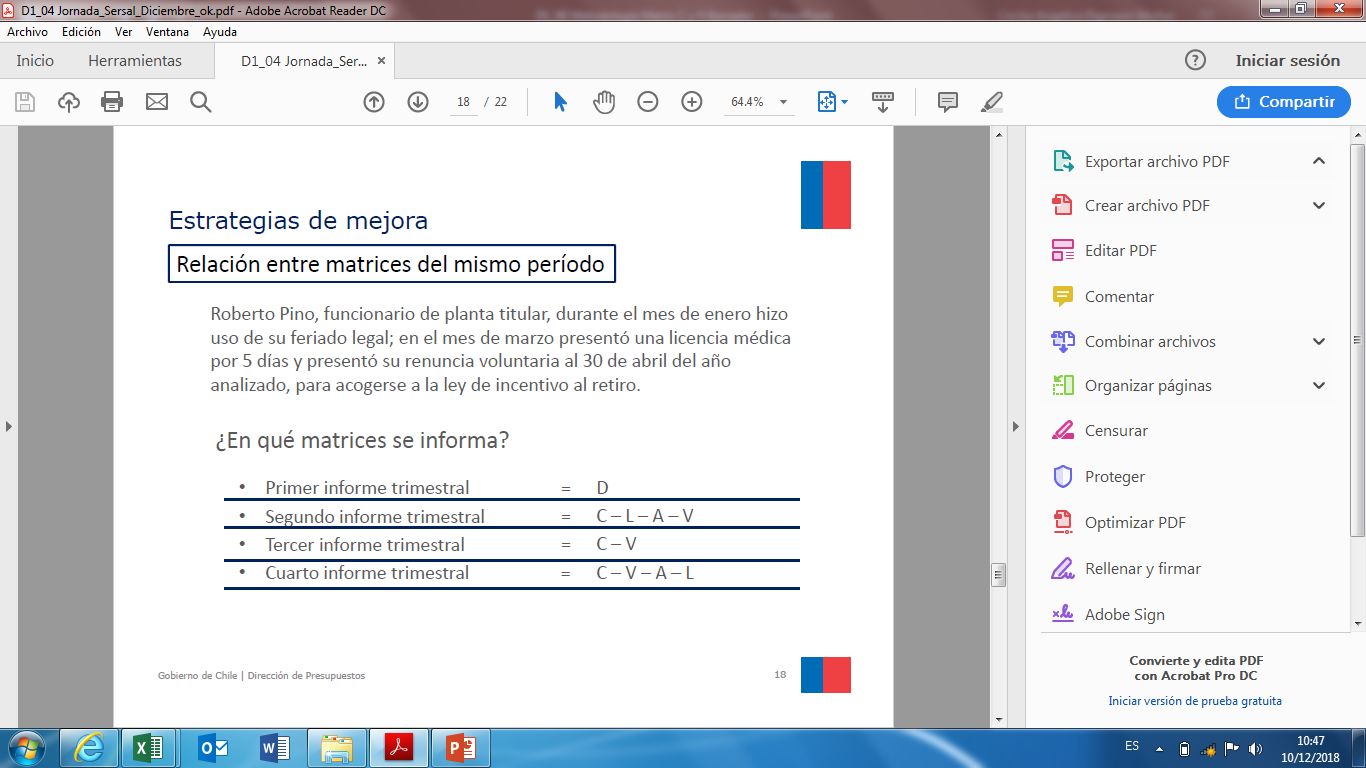 D1_04 Jornada_Sersal_Diciembre_ok.pdf - Adobe Acrobat Reader DC
Archivo Edición Ver Ventana Ayuda
Inicio Herramientas D1_04 Jornada_Ser... × ? Iniciar sesión
18 / 22 64.4% Compartir
Estrategias de mejora
Relación entre matrices del mismo período
Roberto Pino, funcionario de planta titular, durante el mes de enero hizo
uso de su feriado legal; en el mes de marzo presentó una licencia médica
por 5 días y presentó su renuncia voluntaria al 30 de abril del año
analizado, para acogerse a la ley de incentivo al retiro.
¿En qué matrices se informa?
• Primer informe trimestral = D
• Segundo informe trimestral = C – L – A – V
• Tercer informe trimestral = C – V
• Cuarto informe trimestral = C – V – A – L
Gobierno de Chile | Dirección de Presupuestos 18
Exportar archivo PDF
Crear archivo PDF
Editar PDF
Comentar
Combinar archivos
Organizar páginas
Censurar
Proteger
Optimizar PDF
Rellenar y firmar
Adobe Sign
Convierte y edita PDF
con Acrobat Pro DC
Iniciar versión de prueba gratuita
ES 10:47
10/12/2018